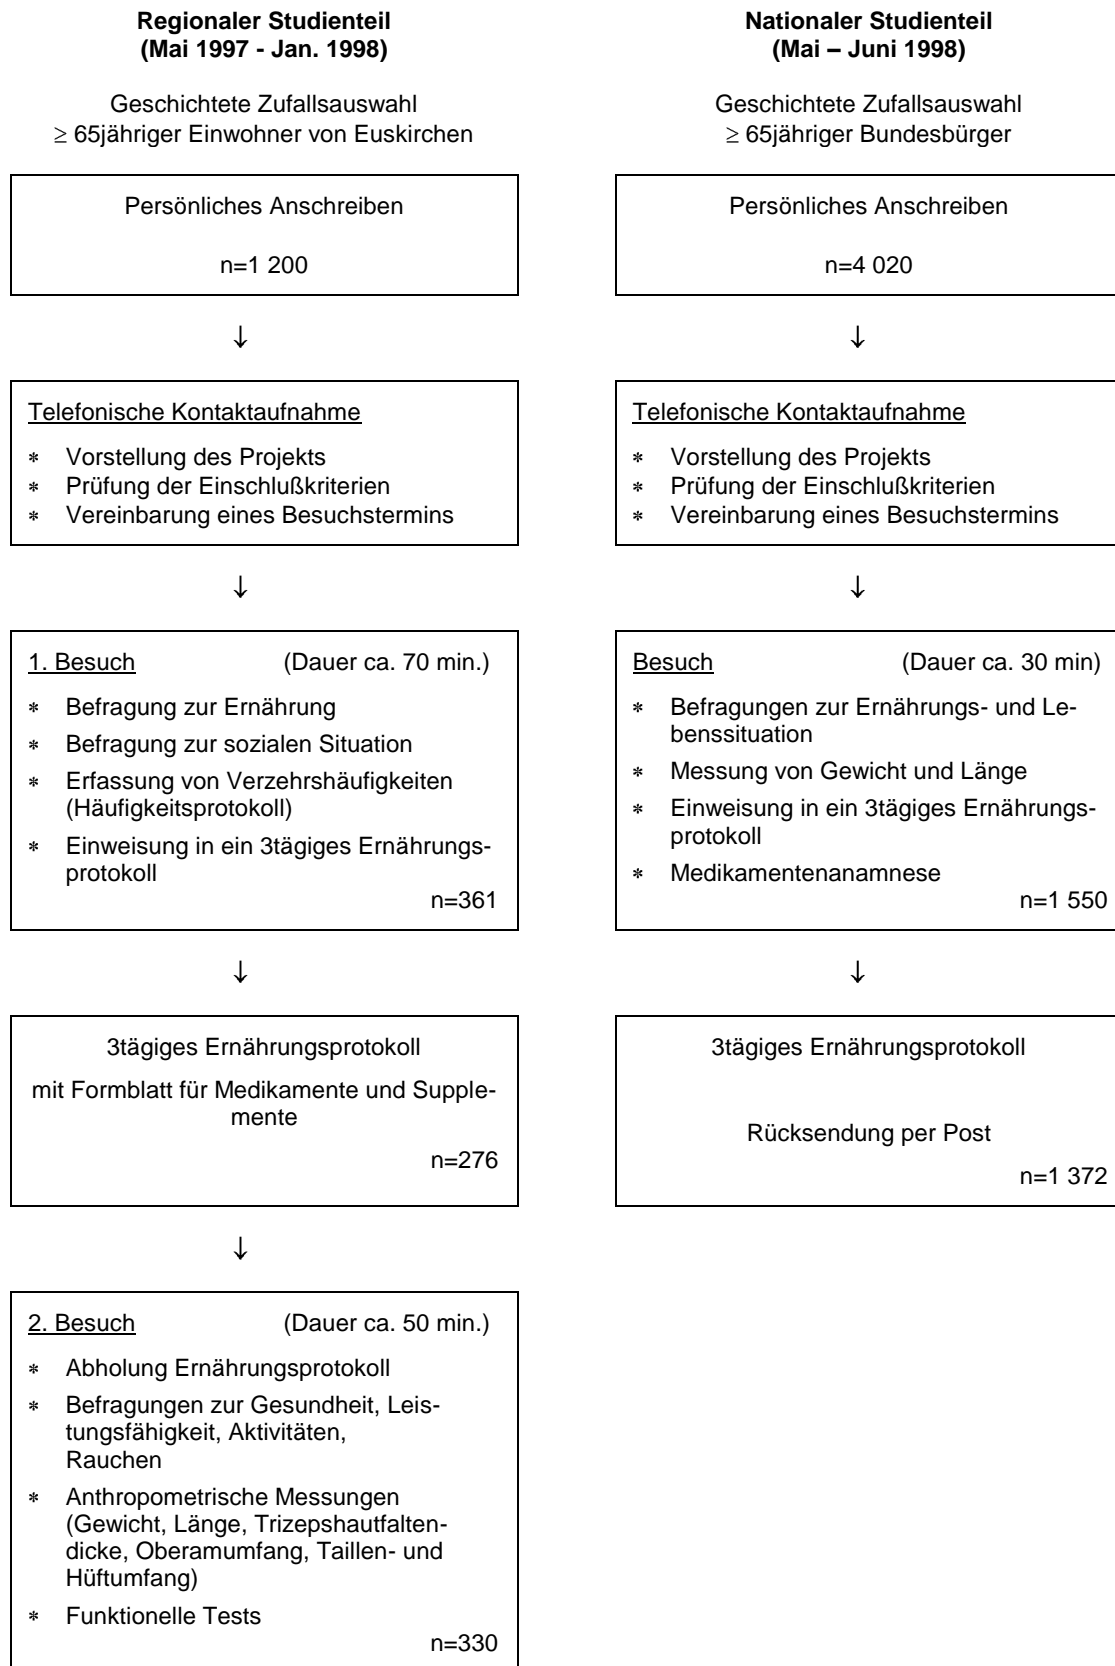 Regionaler Studienteil
(Mai 1997 - Jan. 1998)
Geschichtete Zufallsauswahl
≥ 65jähriger Einwohner von Euskirchen
Persönliches Anschreiben
n=1 200
↓
Telefonische Kontaktaufnahme
* Vorstellung des Projekts
* Prüfung der Einschlußkriterien
* Vereinbarung eines Besuchstermins
↓
1. Besuch (Dauer ca. 70 min.)
* Befragung zur Ernährung
* Befragung zur sozialen Situation
* Erfassung von Verzehrshäufigkeiten
(Häufigkeitsprotokoll)
* Einweisung in ein 3tägiges Ernährungs-
protokoll
n=361
↓
3tägiges Ernährungsprotokoll
mit Formblatt für Medikamente und Supple-
mente
n=276
↓
2. Besuch (Dauer ca. 50 min.)
* Abholung Ernährungsprotokoll
* Befragungen zur Gesundheit, Leis-
tungsfähigkeit, Aktivitäten,
Rauchen
* Anthropometrische Messungen
(Gewicht, Länge, Trizepshautfalten-
dicke, Oberamumfang, Taillen- und
Hüftumfang)
* Funktionelle Tests
n=330
Nationaler Studienteil
(Mai – Juni 1998)
Geschichtete Zufallsauswahl
≥ 65jähriger Bundesbürger
Persönliches Anschreiben
n=4 020
↓
Telefonische Kontaktaufnahme
* Vorstellung des Projekts
* Prüfung der Einschlußkriterien
* Vereinbarung eines Besuchstermins
↓
Besuch (Dauer ca. 30 min)
* Befragungen zur Ernährungs- und Le-
benssituation
* Messung von Gewicht und Länge
* Einweisung in ein 3tägiges Ernährungs-
protokoll
* Medikamentenanamnese
n=1 550
↓
3tägiges Ernährungsprotokoll
Rücksendung per Post
n=1 372